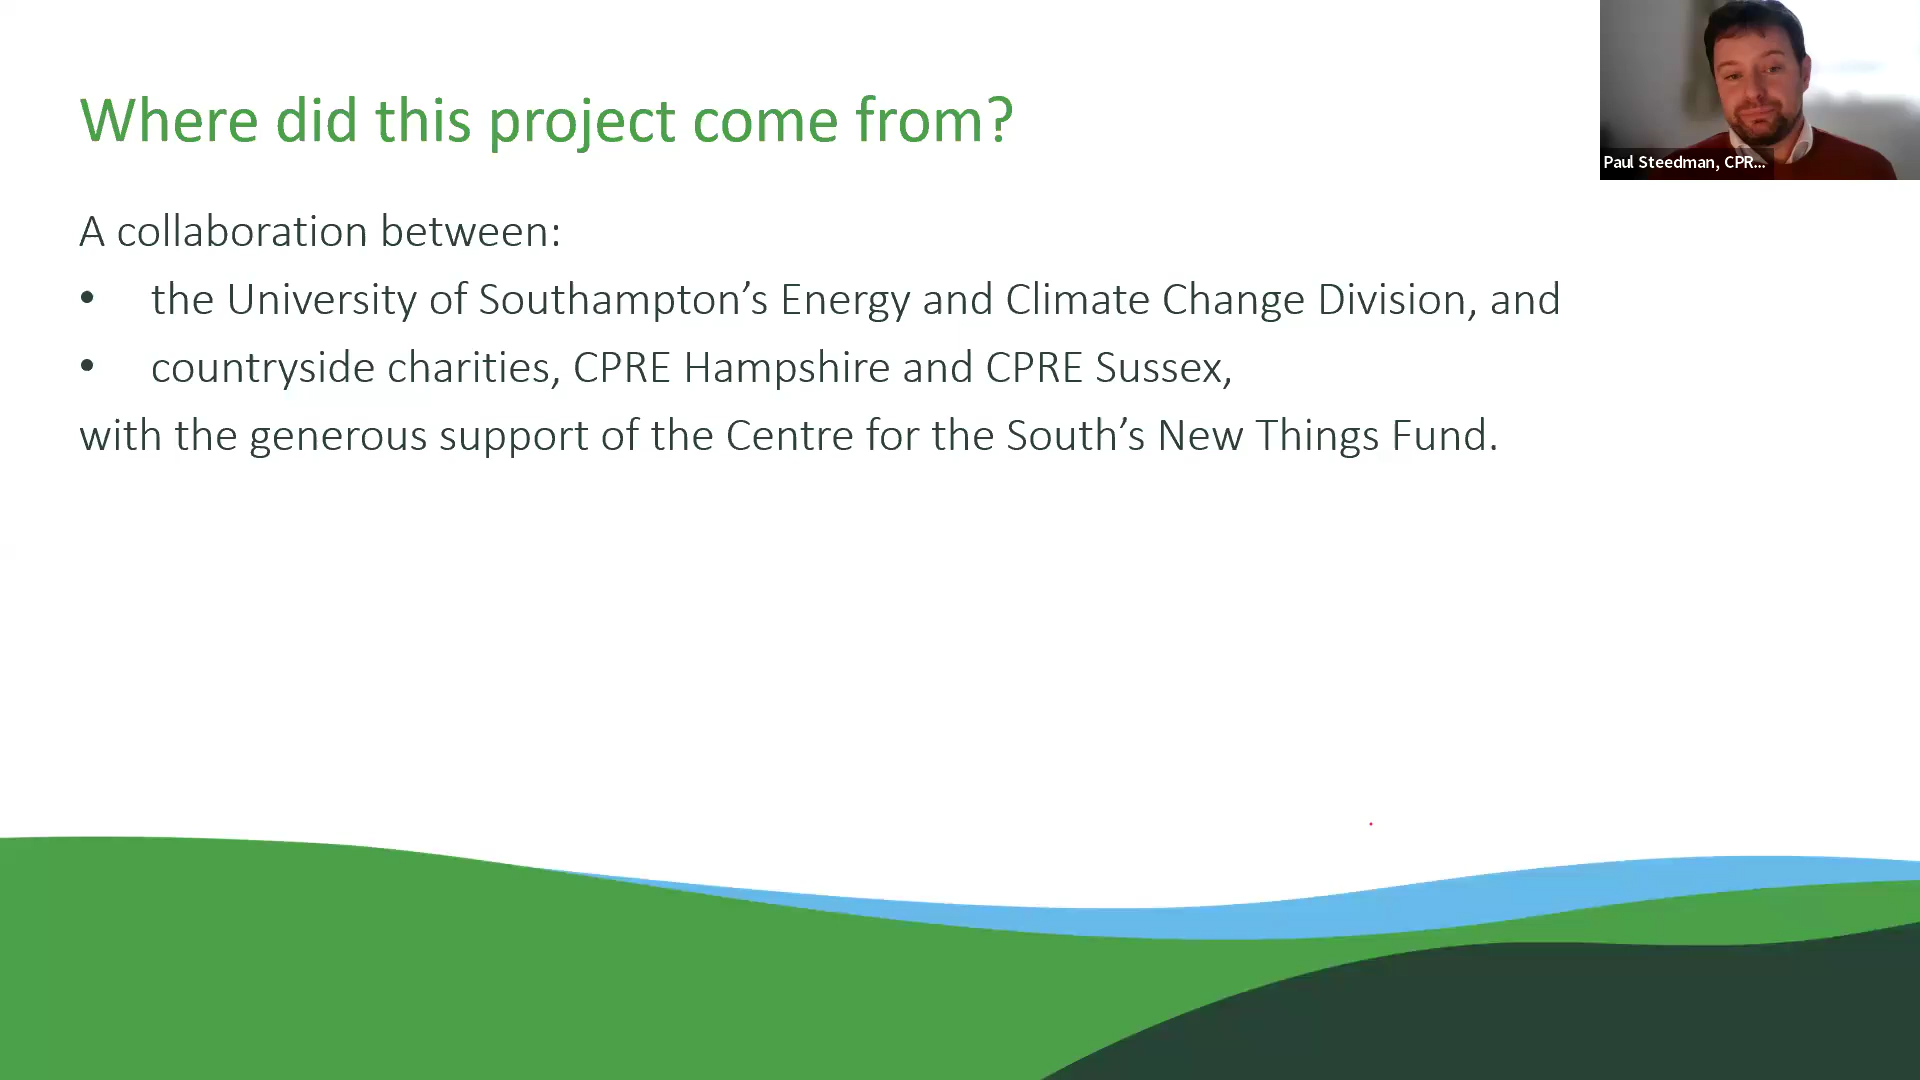 Where did this project come from?
A collaboration between:
• the University of Southampton’s Energy and Climate Change Division, and
• countryside charities, CPRE Hampshire and CPRE Sussex,
with the generous support of the Centre for the South’s New Things Fund.
Paul Steedman, CPR...